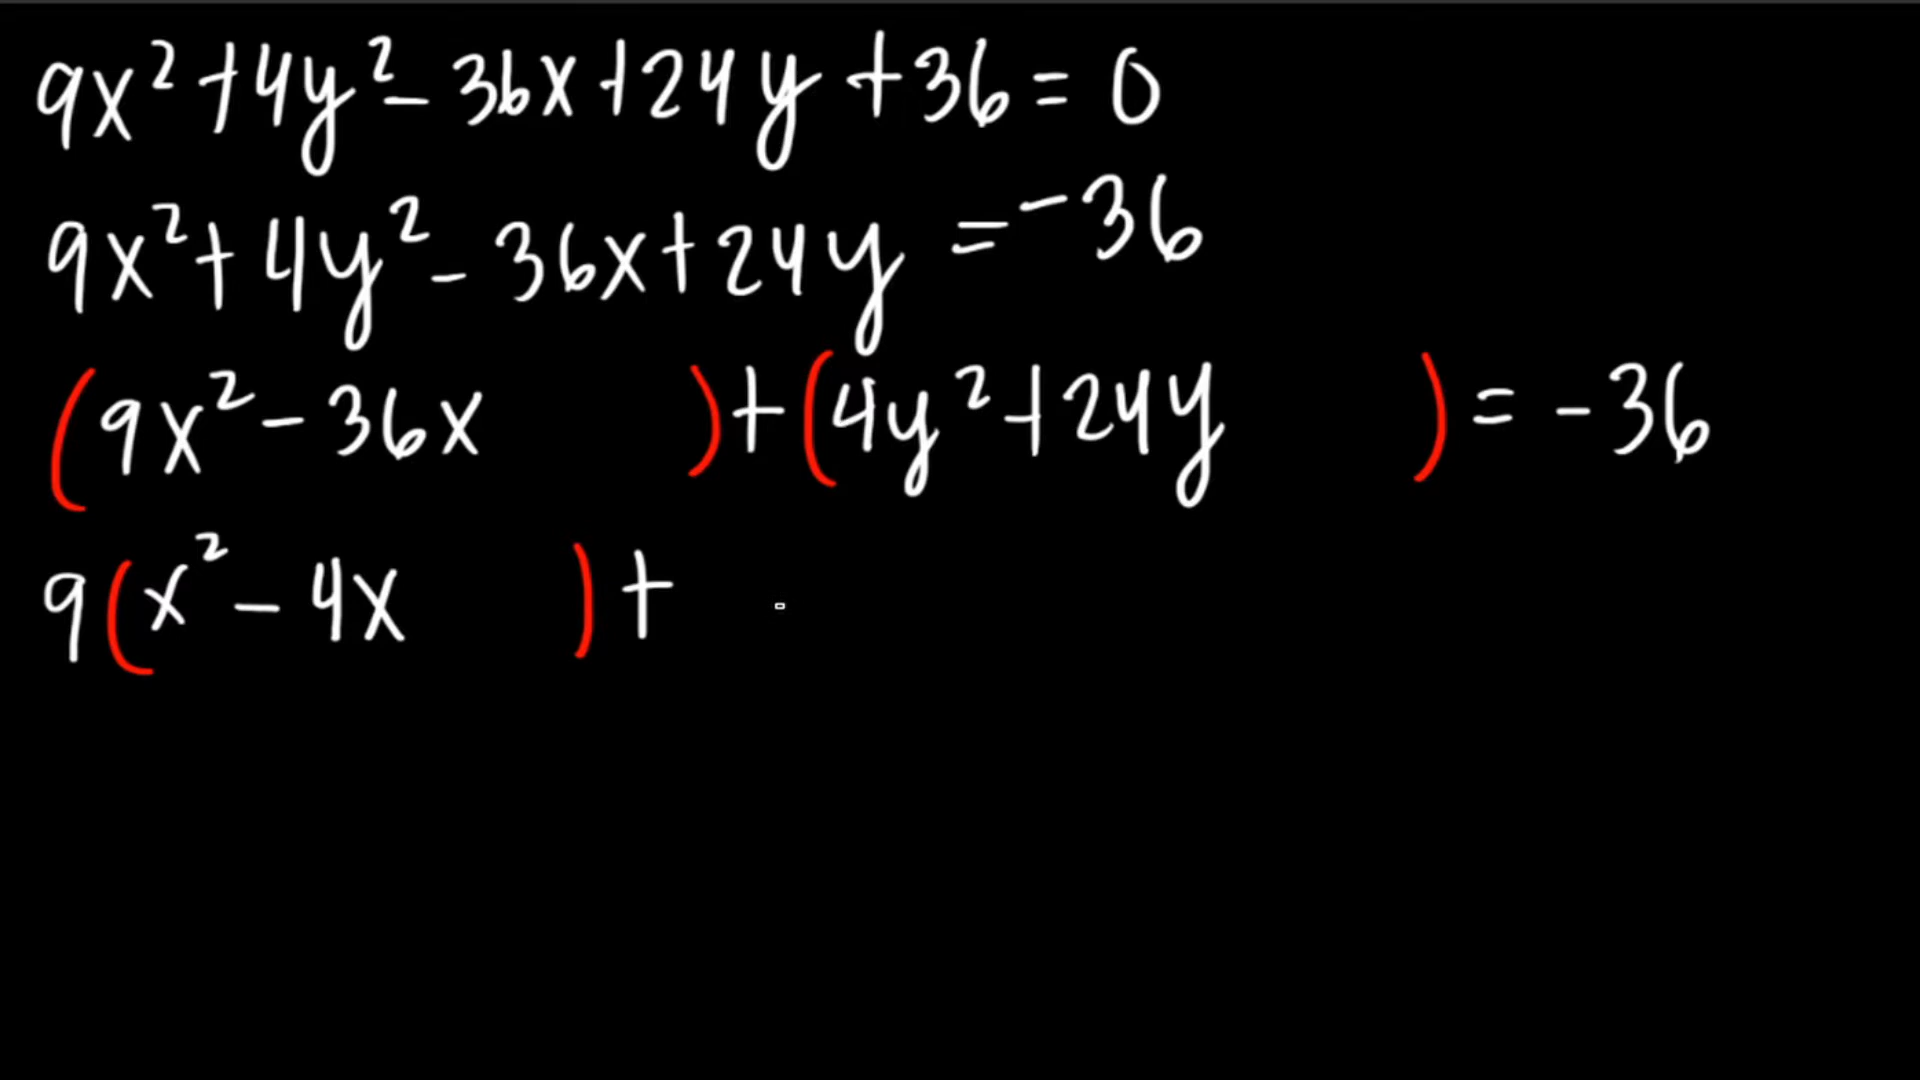 9x² + 4y² - 36x + 24y + 36 = 0
9x² + 4y² - 36x + 24y = -36
(9x² - 36x ) + (4y² + 24y ) = -36
9(x² - 4x ) +